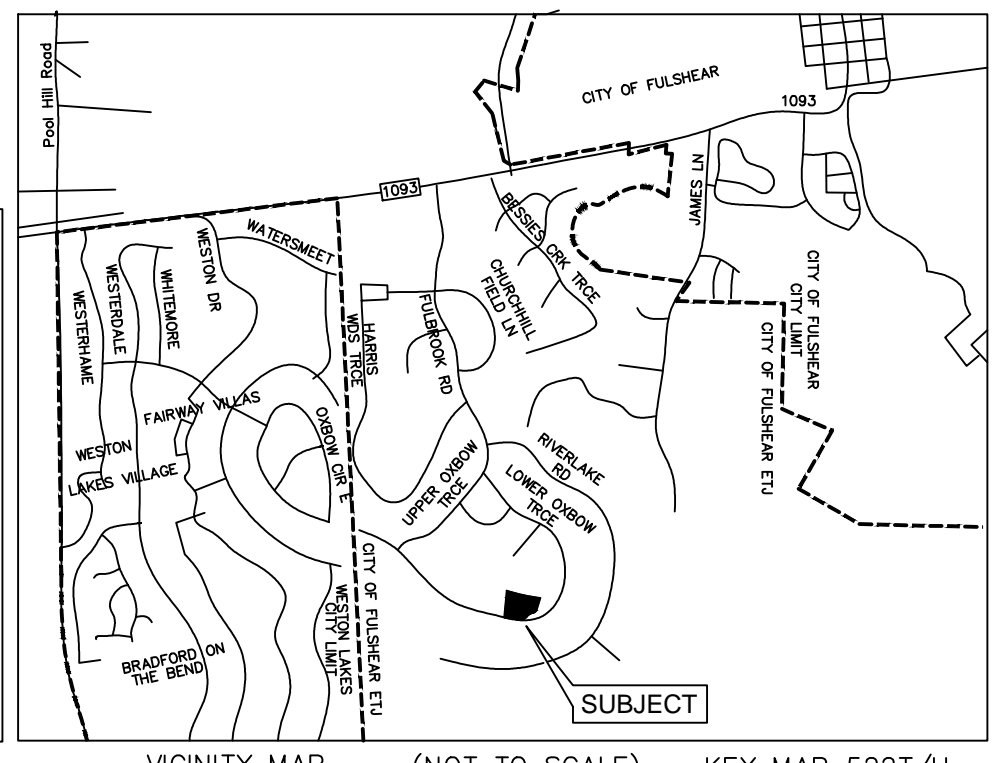 Pool Hill Road
CITY OF FULSHEAR
1093
1093
JAMES LN
BESSIES CRK TRCE
WATERSMEET
WESTON DR
WHITEMORE
WESTERDALE
WESTERHAME
CHURCHHILL
FIELD LN
FULBROOK RD
HARRIS
WDS TRCE
CITY OF FULSHEAR
CITY LIMIT
CITY OF FULSHEAR ETJ
FAIRWAY VILLAS
OXBOW CIR E
WESTON
LAKES VILLAGE
UPPER OXBOW
TRCE
RIVERLAKE
RD
LOWER OXBOW
TRCE
CITY OF FULSHEAR ETJ
WESTON LAKES
CITY LIMIT
BRADFORD ON
THE BEND
SUBJECT
VICINITY MAP (NOT TO SCALE)
KEY MAP